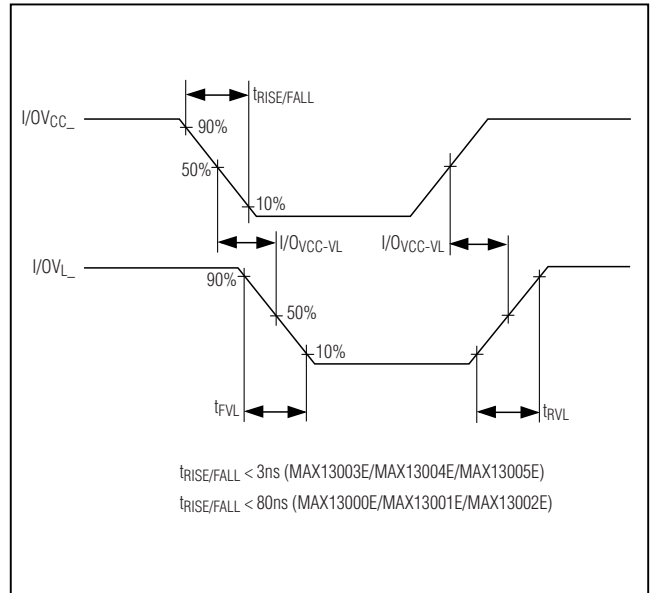 tRISE/FALL
I/OVCC_
90%
50%
10%
I/OVCC-VL
I/OVCC-VL
I/OVL_
90%
50%
10%
tFVL
tRVL
tRISE/FALL < 3ns (MAX13003E/MAX13004E/MAX13005E)
tRISE/FALL < 80ns (MAX13000E/MAX13001E/MAX13002E)